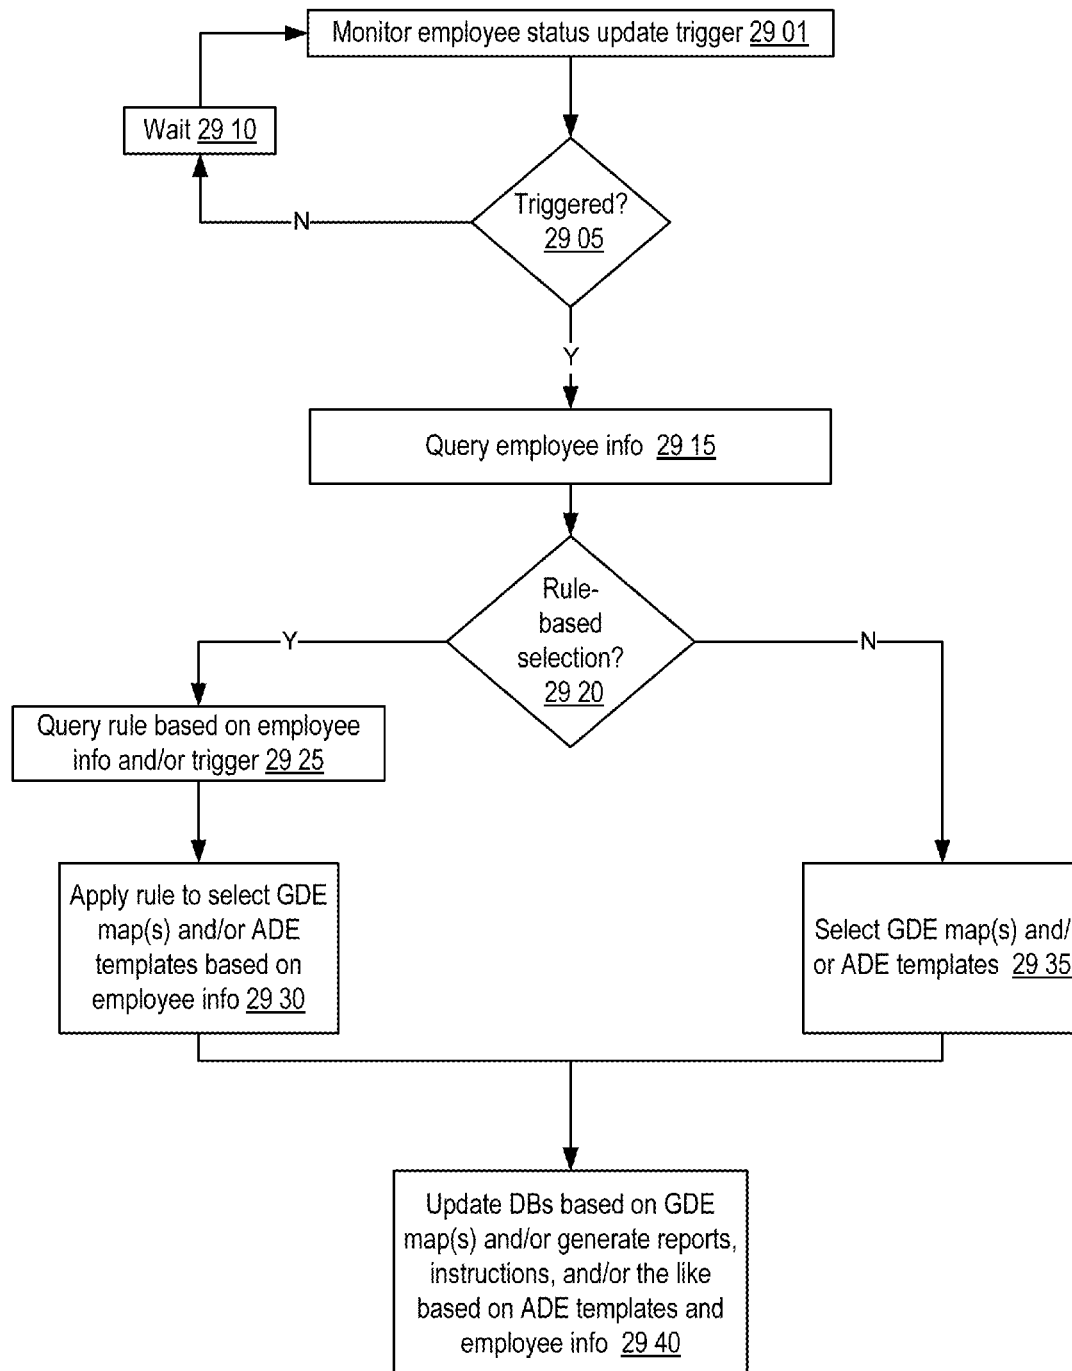 Monitor employee status update trigger 29 01
Wait 29 10
Triggered?
29 05
N
Y
Query employee info 29 15
Rule-
based
selection?
29 20
Y
N
Query rule based on employee
info and/or trigger 29 25
Apply rule to select GDE
map(s) and/or ADE
templates based on
employee info 29 30
Select GDE map(s) and/
or ADE templates 29 35
Update DBs based on GDE
map(s) and/or generate reports,
instructions, and/or the like
based on ADE templates and
employee info 29 40